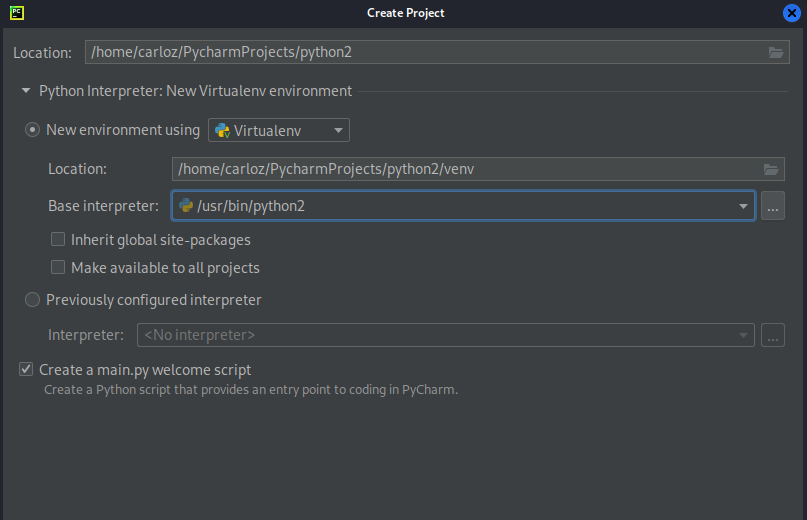 PC
Create Project
Location: /home/carloz/PycharmProjects/python2
Python Interpreter: New Virtualenv environment
New environment using Virtualenv
Location: /home/carloz/PycharmProjects/python2/venv
Base interpreter: /usr/bin/python2 ...
Inherit global site-packages
Make available to all projects
Previously configured interpreter
Interpreter: <No interpreter> ...
Create a main.py welcome script
Create a Python script that provides an entry point to coding in PyCharm.